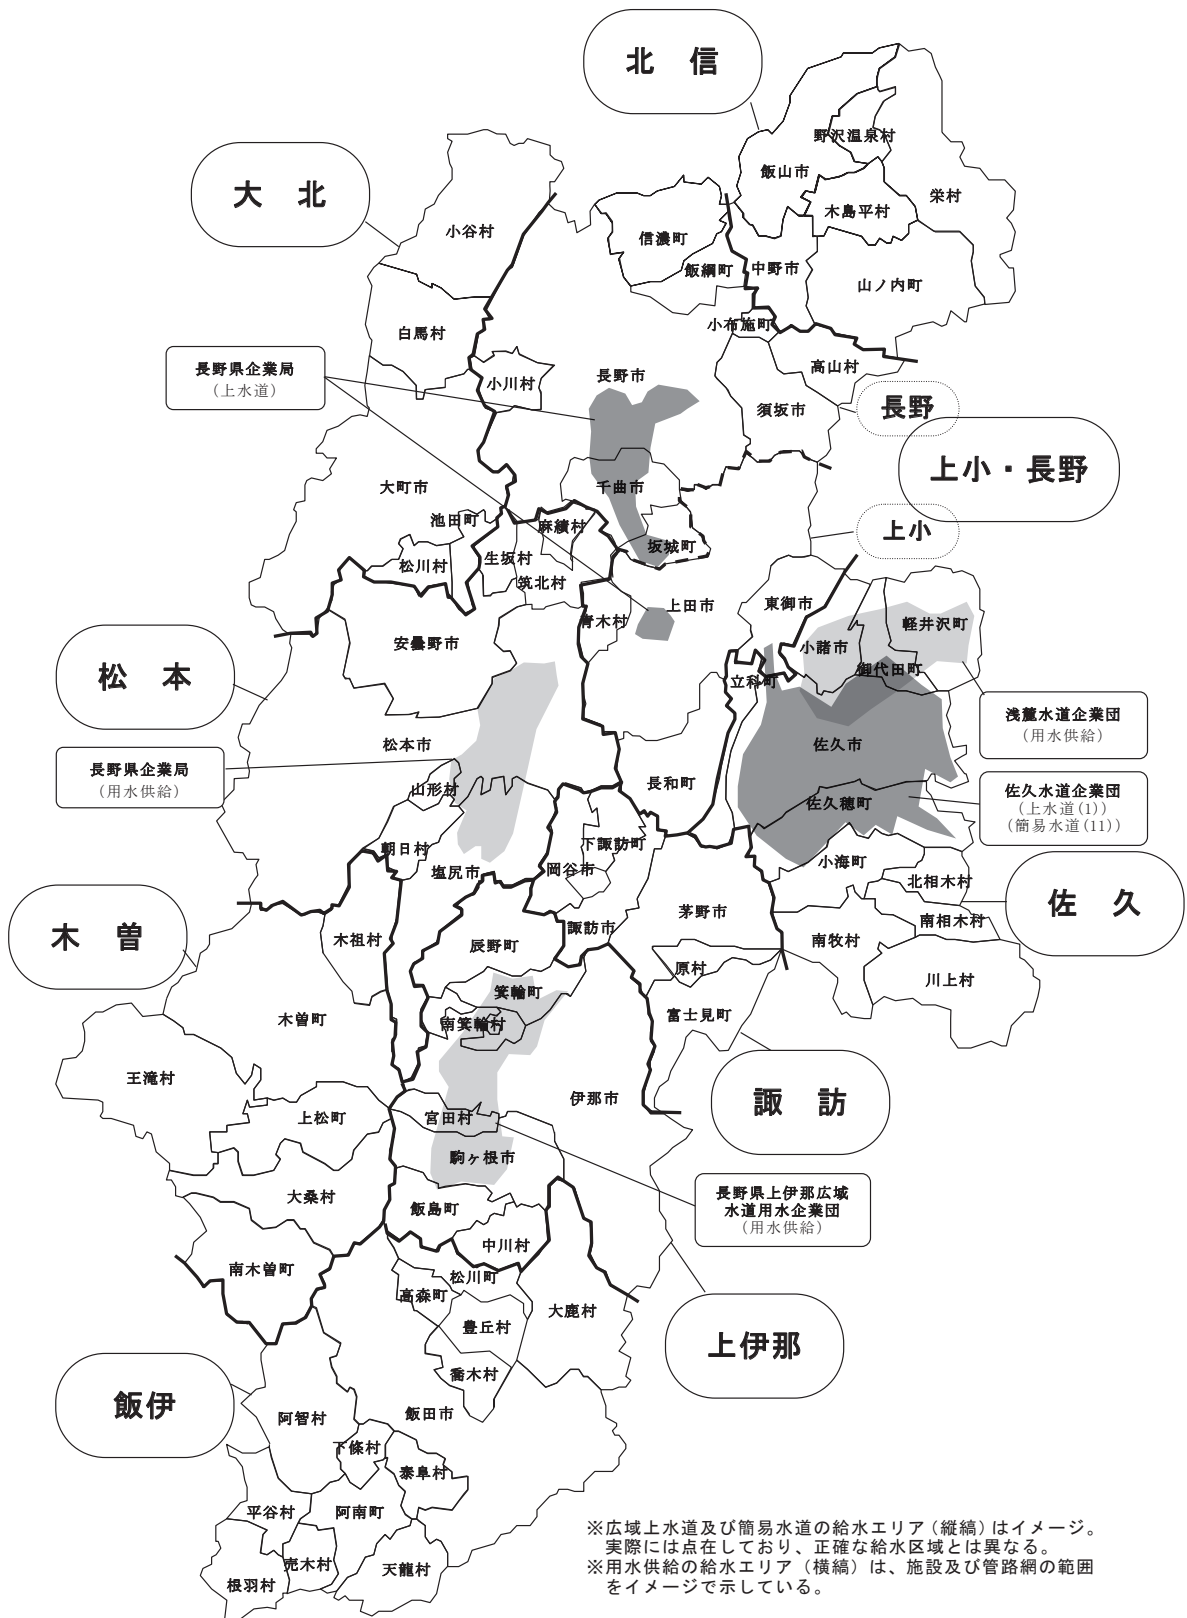 北 信
野沢温泉村
飯山市
大 北
栄村
木島平村
小谷村
信濃町
飯綱町
中野市
山ノ内町
小布施町
白馬村
高山村
長野県企業局
(上水道)
小川村
長野市
須坂市
長野
上小・長野
大町市
千曲市
池田町
麻績村
上小
坂城町
生坂村
松川村
筑北村
上田市
東御市
青木村
軽井沢町
安曇野市
小諸市
松 本
御代田町
立科町
浅麓水道企業団
(用水供給)
松本市
佐久市
長野県企業局
(用水供給)
長和町
山形村
佐久水道企業団
(上水道(1))
(簡易水道(11))
佐久穂町
下諏訪町
朝日村
小海町
塩尻市
岡谷市
北相木村
佐 久
木 曽
茅野市
南相木村
諏訪市
木祖村
辰野町
南牧村
原村
川上村
箕輪町
富士見町
木曽町
南箕輪村
王滝村
伊那市
諏 訪
上松町
宮田村
駒ヶ根市
大桑村
長野県上伊那広域
水道用水企業団
(用水供給)
飯島町
中川村
南木曽町
松川町
高森町
大鹿村
豊丘村
上伊那
喬木村
飯伊
飯田市
阿智村
下條村
泰阜村
平谷村
阿南町
売木村
天龍村
根羽村
※広域上水道及び簡易水道の給水エリア(縦縞)はイメージ。
実際には点在しており、正確な給水区域とは異なる。
※用水供給の給水エリア(横縞)は、施設及び管路網の範囲
をイメージで示している。